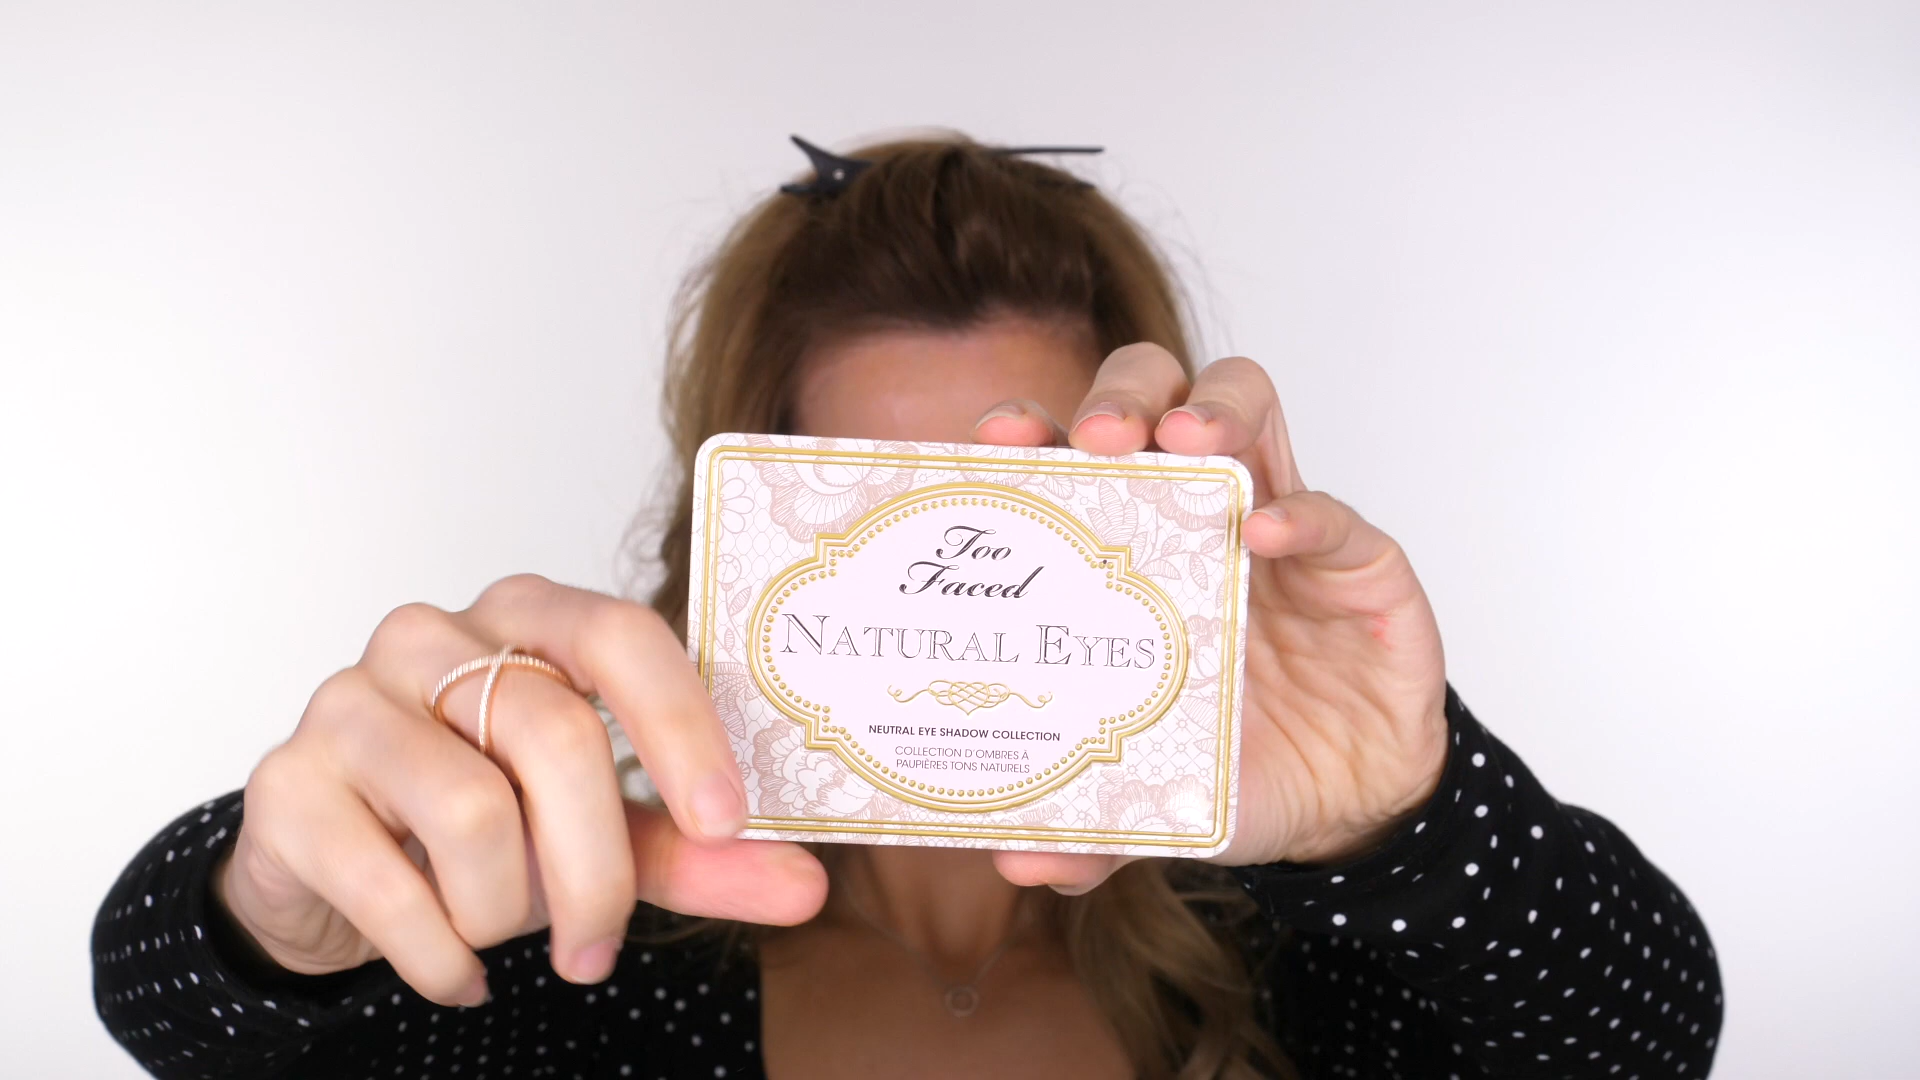 Too
Faced
NATURAL EYES
NEUTRAL EYE SHADOW COLLECTION
COLLECTION D'OMBRES À
PAUPIÈRES TONS NATURELS